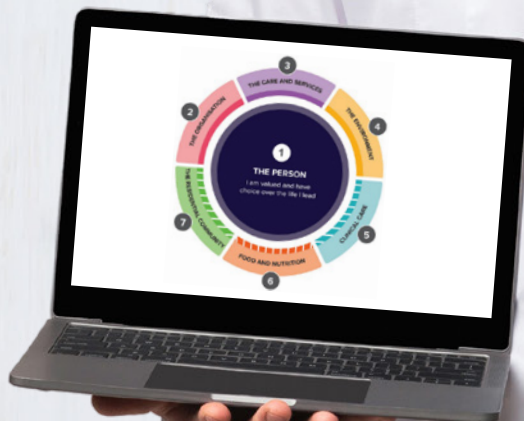 1
THE PERSON
I am valued and have
choice over the life I lead
2
THE ORGANISATION
3
THE CARE AND SERVICES
4
THE ENVIRONMENT
5
CLINICAL CARE
6
FOOD AND NUTRITION
7
THE RESIDENTIAL COMMUNITY